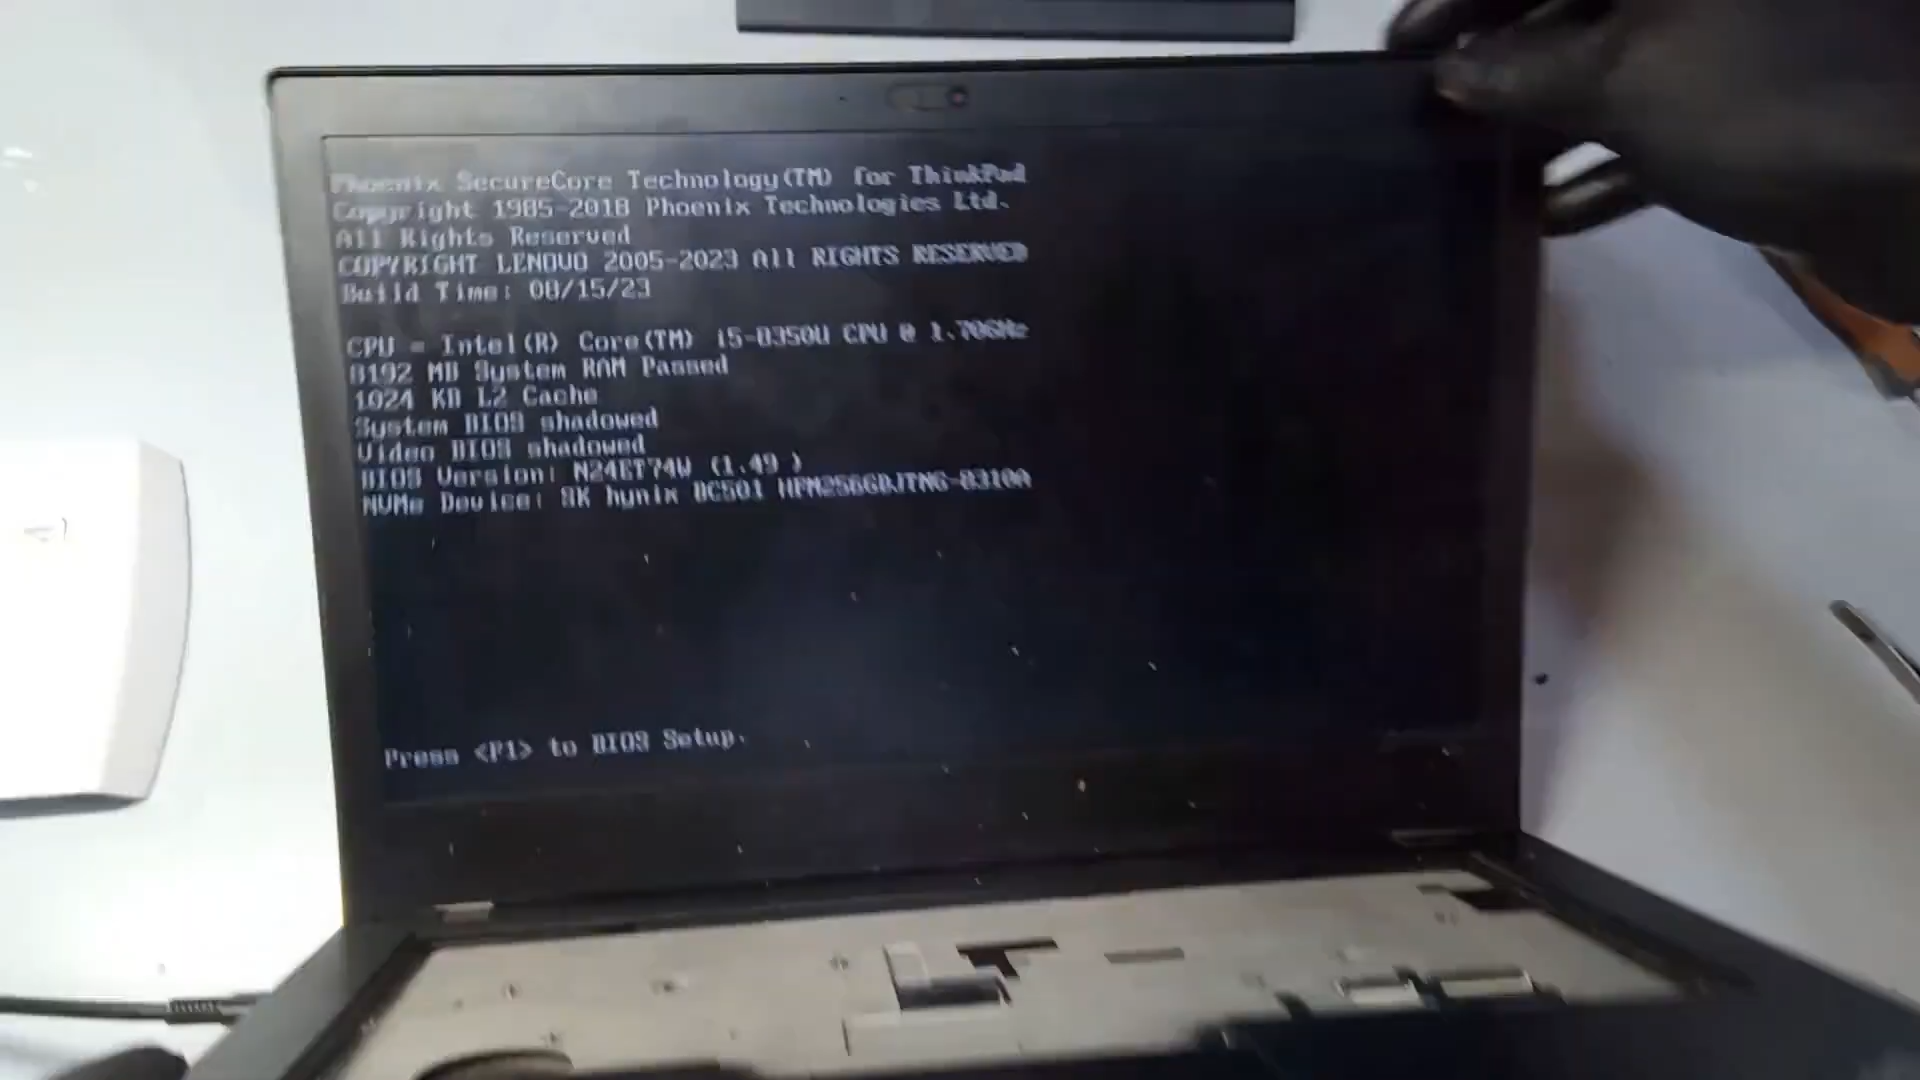 Phoenix SecureCore Technology(TM) for ThinkPad
Copyright 1985-2018 Phoenix Technologies Ltd.
All Rights Reserved
COPYRIGHT LENOVO 2005-2023 All RIGHTS RESERVED
Build Time: 08/15/23
CPU = Intel(R) Core(TM) i5-8350U CPU @ 1.70GHz
8192 MB System RAM Passed
1024 KB L2 Cache
System BIOS shadowed
Video BIOS shadowed
BIOS Version: N24ET74W (1.49 )
NVMe Device: SK hynix BC501 HFM256GDJTNG-8310A
Press <F1> to BIOS Setup.